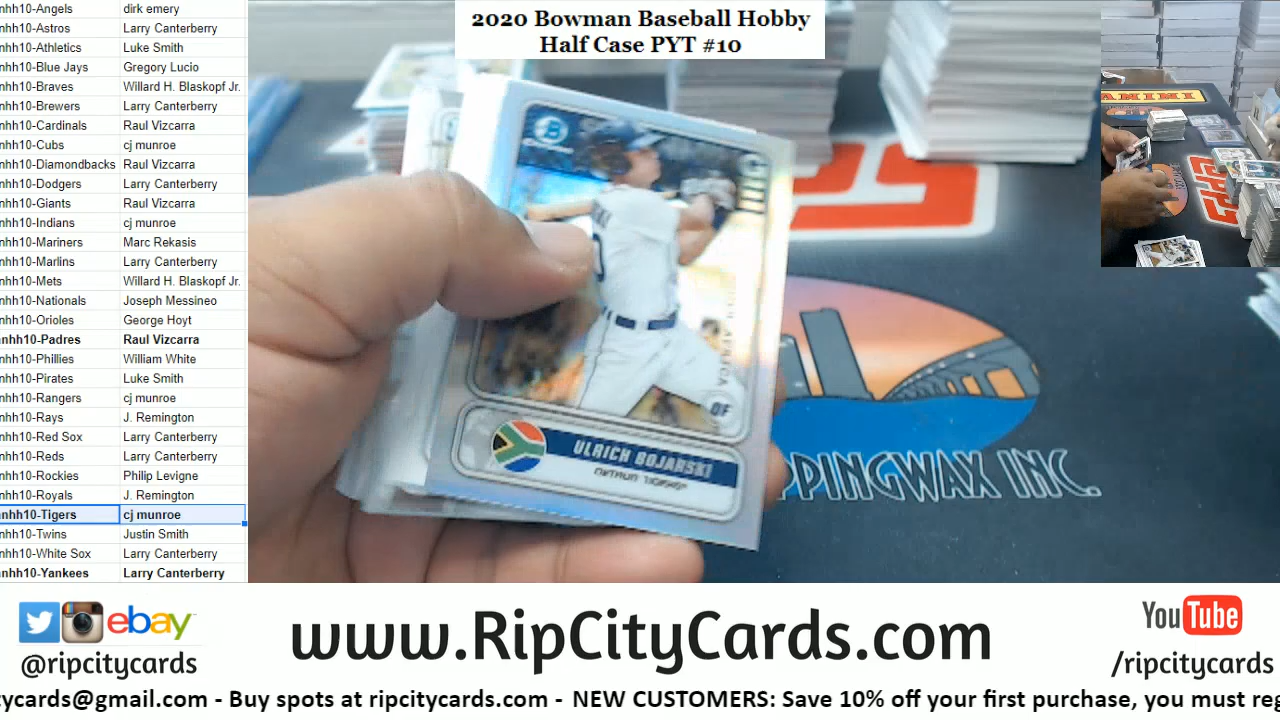 2020 Bowman Baseball Hobby
Half Case PYT #10
nhh10-Angels dirk emery
nhh10-Astros Larry Canterberry
nhh10-Athletics Luke Smith
nhh10-Blue Jays Gregory Lucio
nhh10-Braves Willard H. Blaskopf Jr.
nhh10-Brewers Larry Canterberry
nhh10-Cardinals Raul Vizcarra
nhh10-Cubs cj munroe
nhh10-Diamondbacks Raul Vizcarra
nhh10-Dodgers Larry Canterberry
nhh10-Giants Raul Vizcarra
nhh10-Indians cj munroe
nhh10-Mariners Marc Rekasis
nhh10-Marlins Larry Canterberry
nhh10-Mets Willard H. Blaskopf Jr.
nhh10-Nationals Joseph Messineo
nhh10-Orioles George Hoyt
nhh10-Padres Raul Vizcarra
nhh10-Phillies William White
nhh10-Pirates Luke Smith
nhh10-Rangers cj munroe
nhh10-Rays J. Remington
nhh10-Red Sox Larry Canterberry
nhh10-Reds Larry Canterberry
nhh10-Rockies Philip Levigne
nhh10-Royals J. Remington
nhh10-Tigers cj munroe
nhh10-Twins Justin Smith
nhh10-White Sox Larry Canterberry
nhh10-Yankees Larry Canterberry
B
OF
ULRICH BOJARSKI
DETROIT TIGERS®
PPINGWAX INC.
PANINI
ebay
@ripcitycards
www.RipCityCards.com
YouTube
/ripcitycards
tycards@gmail.com - Buy spots at ripcitycards.com - NEW CUSTOMERS: Save 10% off your first purchase, you must reg